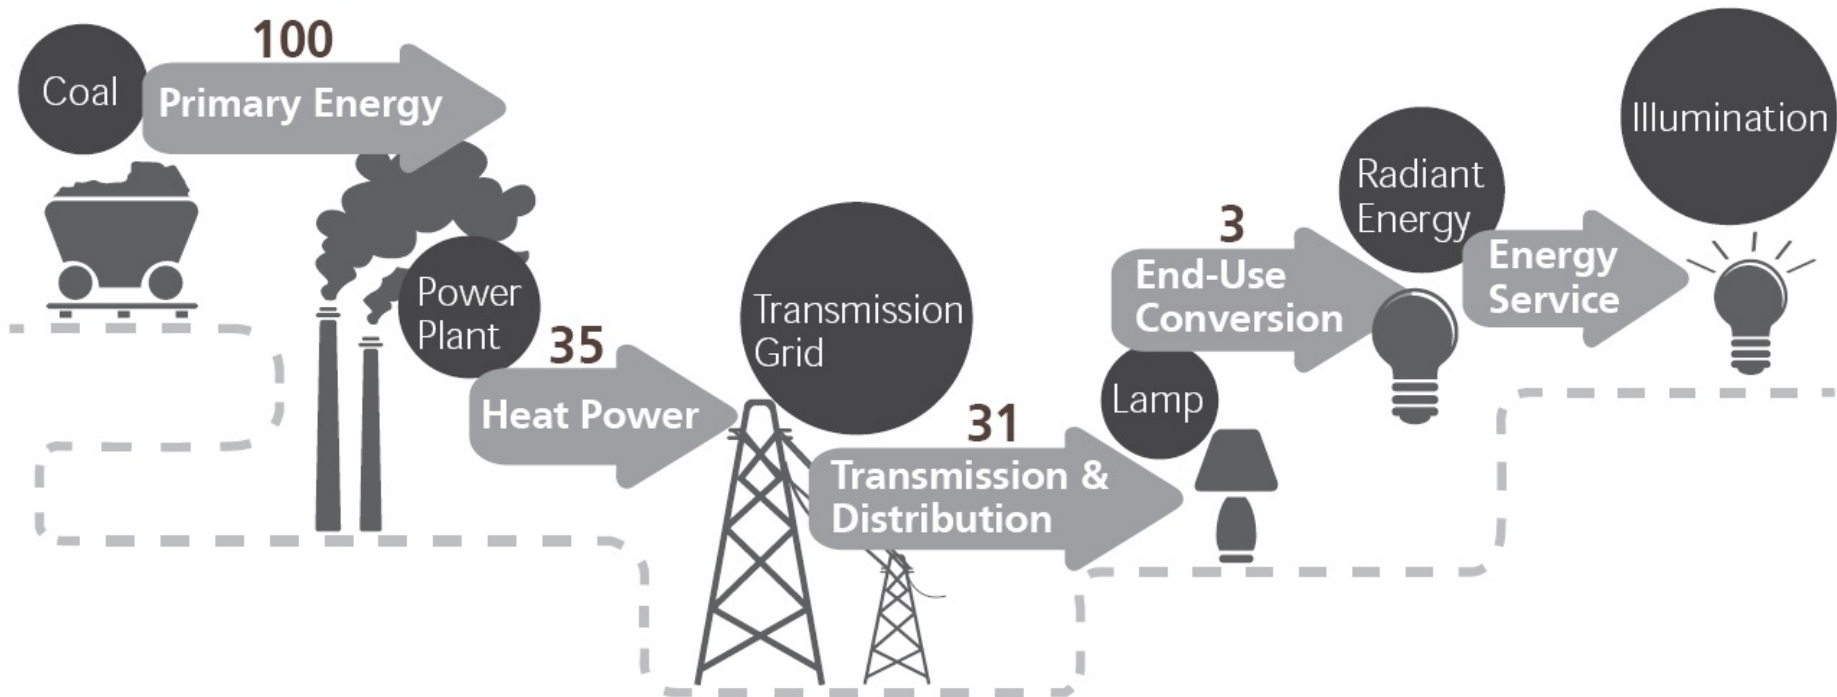 Coal
100
Primary Energy
Power
Plant
35
Heat Power
Transmission
Grid
31
Transmission &
Distribution
Lamp
3
End-Use
Conversion
Radiant
Energy
Energy
Service
Illumination